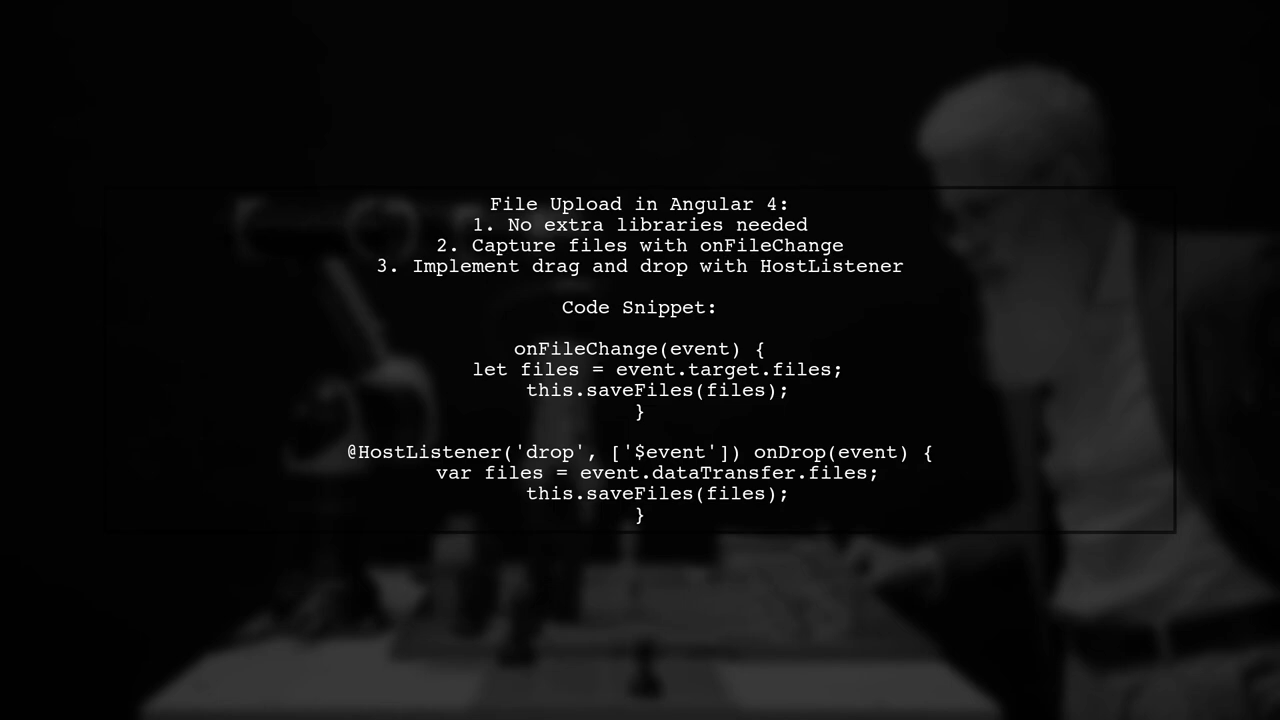 File Upload in Angular 4:
1. No extra libraries needed
2. Capture files with onFileChange
3. Implement drag and drop with HostListener
Code Snippet:
onFileChange(event) {
let files = event.target.files;
this.saveFiles(files);
}
@HostListener('drop', ['$event']) onDrop(event) {
var files = event.dataTransfer.files;
this.saveFiles(files);
}